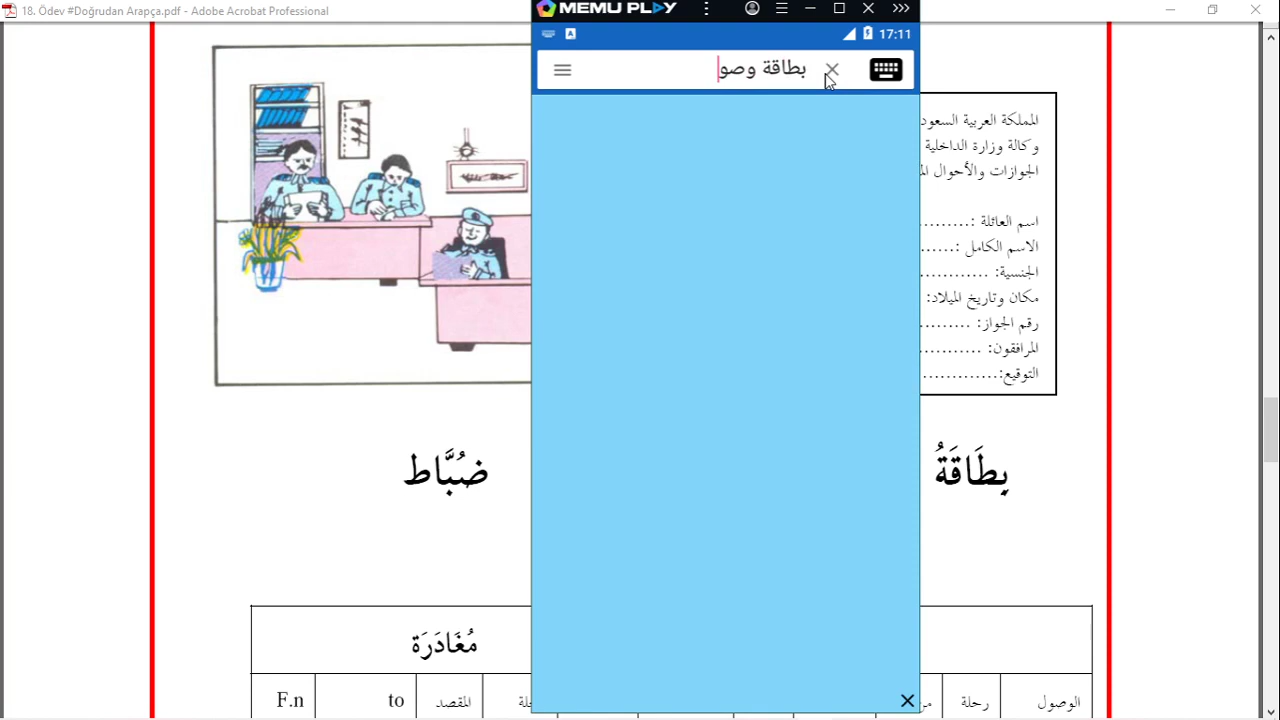 18. Ödev #Doğrudan Arapça.pdf - Adobe Acrobat Professional
MEMU PLAY
A
17:11
بطاقة وصو
المملكة العربية السعود
وكالة وزارة الداخلية
الجوازات والأحوال الم
اسم العائلة :..........
الاسم الكامل :......
الجنسية: ............
مكان وتاريخ الميلاد:
رقم الجواز: .........
المرافقون: ............
التوقيع:..............
بِطَاقَةُ
ضُبَّاط
مُغَادَرَة
الوصول
رحلة
المقصد
to
F.n